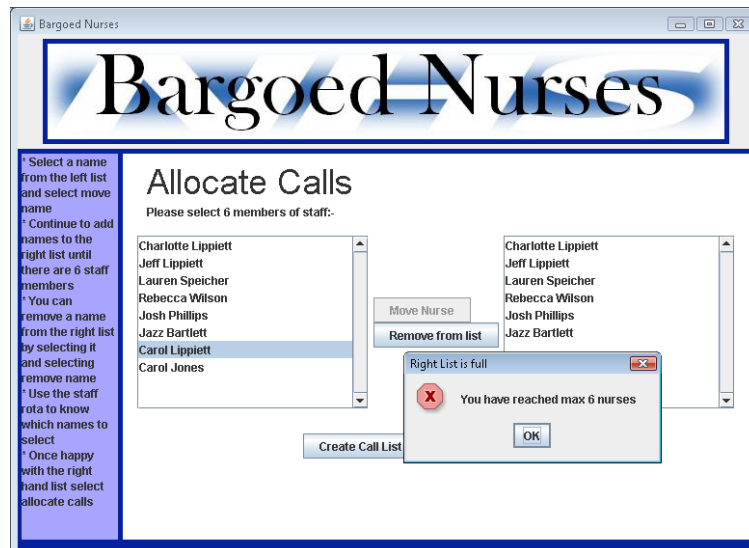 Bargoed Nurses
Bargoed Nurses
* Select a name
from the left list
and select move
name
* Continue to add
names to the
right list until
there are 6 staff
members
* You can
remove a name
from the right list
by selecting it
and selecting
remove name
* Use the staff
rota to know
which names to
select
* Once happy
with the right
hand list select
allocate calls
Allocate Calls
Please select 6 members of staff:-
Charlotte Lippiett
Jeff Lippiett
Lauren Speicher
Rebecca Wilson
Josh Phillips
Jazz Bartlett
Carol Lippiett
Carol Jones
Move Nurse
Remove from list
Charlotte Lippiett
Jeff Lippiett
Lauren Speicher
Rebecca Wilson
Josh Phillips
Jazz Bartlett
Create Call List
Right List is full
X
You have reached max 6 nurses
OK